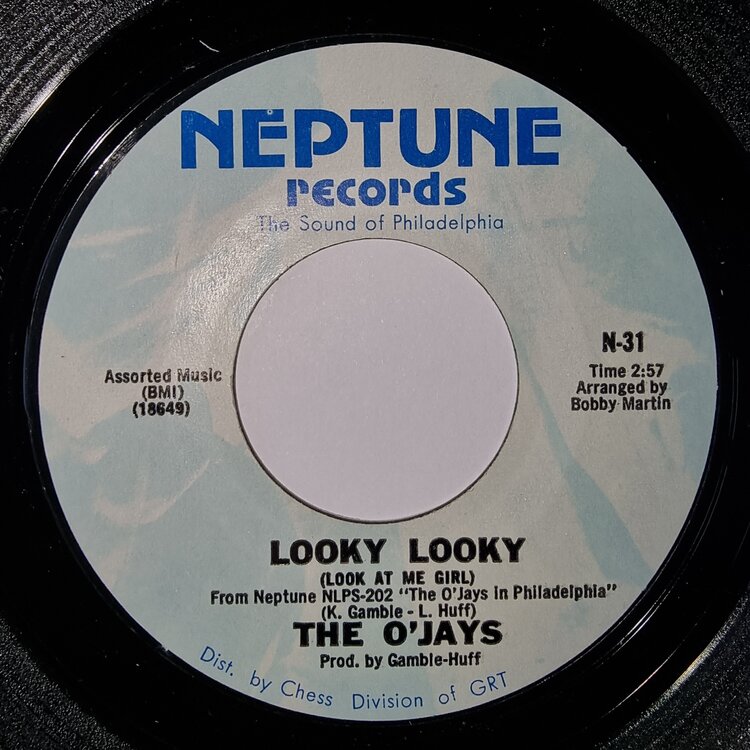 NEPTUNE
records
The Sound of Philadelphia
Assorted Music
(BMI)
(18649)
N-31
Time 2:57
Arranged by
Bobby Martin
LOOKY LOOKY
(LOOK AT ME GIRL)
From Neptune NLPS-202 "The O'Jays in Philadelphia"
(K. Gamble - L. Huff)
THE O'JAYS
Prod. by Gamble-Huff
Dist. by Chess Division of GRT